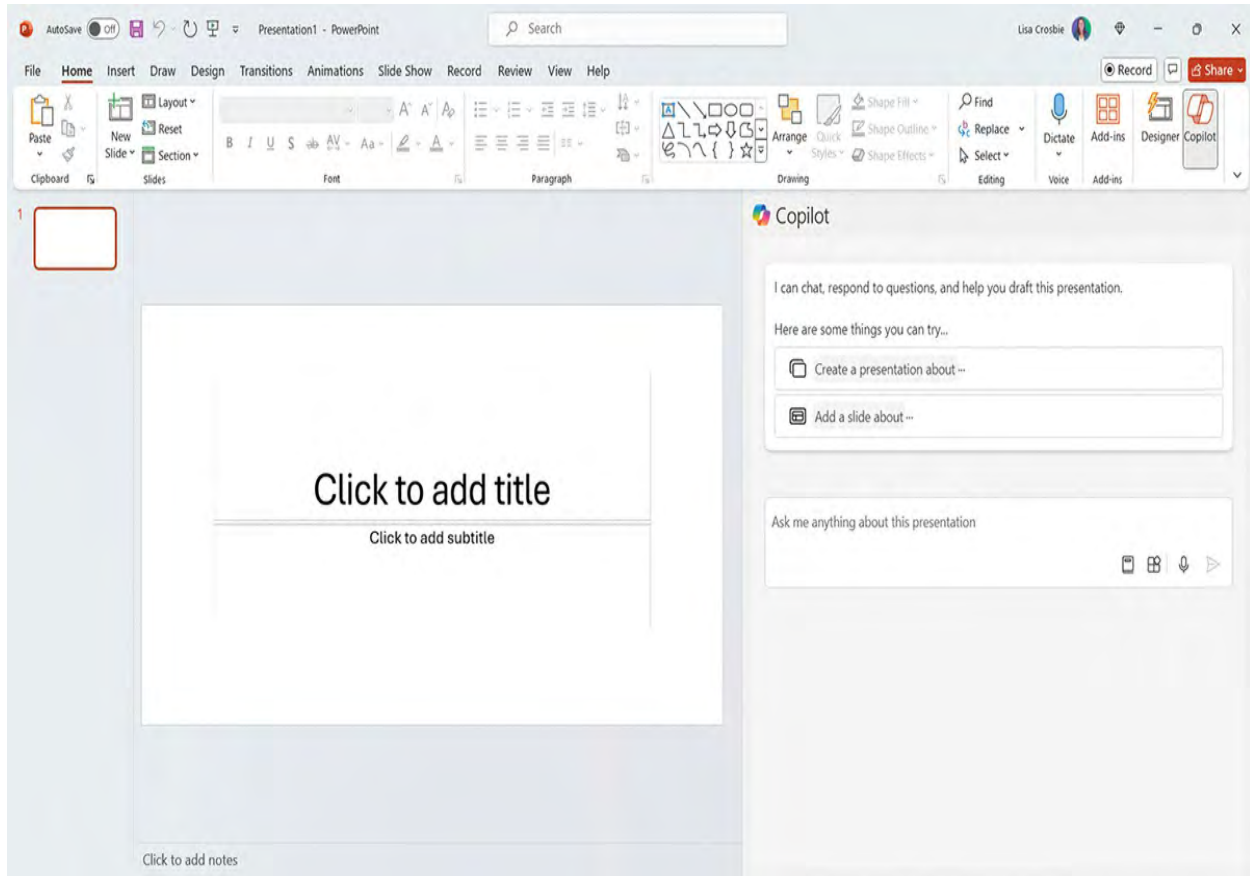 AutoSave Off Presentation1 - PowerPoint Search Lisa Crosbie
File Home Insert Draw Design Transitions Animations Slide Show Record Review View Help Record Share
Paste
New
Slide
Layout
Reset
Section
B I U S ab AV Aa A
Arrange
Quick
Styles
Shape Fill
Shape Outline
Shape Effects
Find
Replace
Select
Dictate
Add-ins
Designer
Copilot
Clipboard Slides Font Paragraph Drawing Editing Voice Add-ins
1
Click to add title
Click to add subtitle
Click to add notes
Copilot
I can chat, respond to questions, and help you draft this presentation.
Here are some things you can try...
Create a presentation about ...
Add a slide about ...
Ask me anything about this presentation